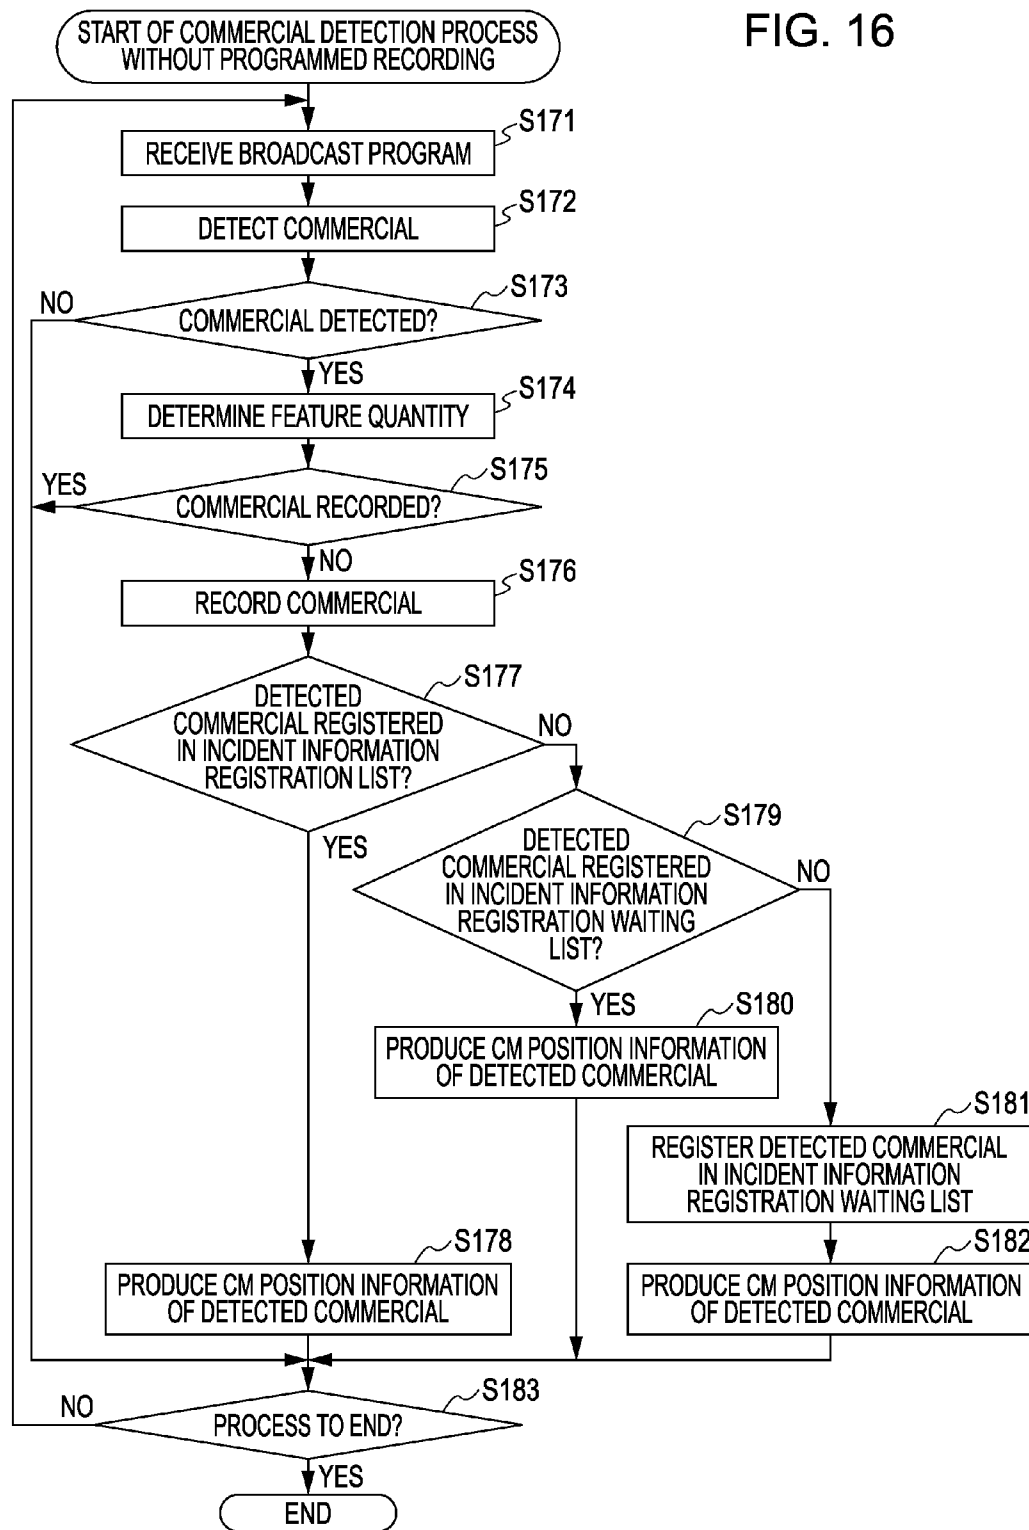 FIG. 16
START OF COMMERCIAL DETECTION PROCESS
WITHOUT PROGRAMMED RECORDING
S171
RECEIVE BROADCAST PROGRAM
S172
DETECT COMMERCIAL
S173
NO
COMMERCIAL DETECTED?
YES
S174
DETERMINE FEATURE QUANTITY
S175
YES
COMMERCIAL RECORDED?
NO
S176
RECORD COMMERCIAL
S177
DETECTED
COMMERCIAL REGISTERED
IN INCIDENT INFORMATION
REGISTRATION LIST?
NO
YES
S179
DETECTED
COMMERCIAL REGISTERED
IN INCIDENT INFORMATION
REGISTRATION WAITING
LIST?
NO
YES
S180
PRODUCE CM POSITION INFORMATION
OF DETECTED COMMERCIAL
S181
REGISTER DETECTED COMMERCIAL
IN INCIDENT INFORMATION
REGISTRATION WAITING LIST
S178
PRODUCE CM POSITION INFORMATION
OF DETECTED COMMERCIAL
S182
PRODUCE CM POSITION INFORMATION
OF DETECTED COMMERCIAL
S183
NO
PROCESS TO END?
YES
END